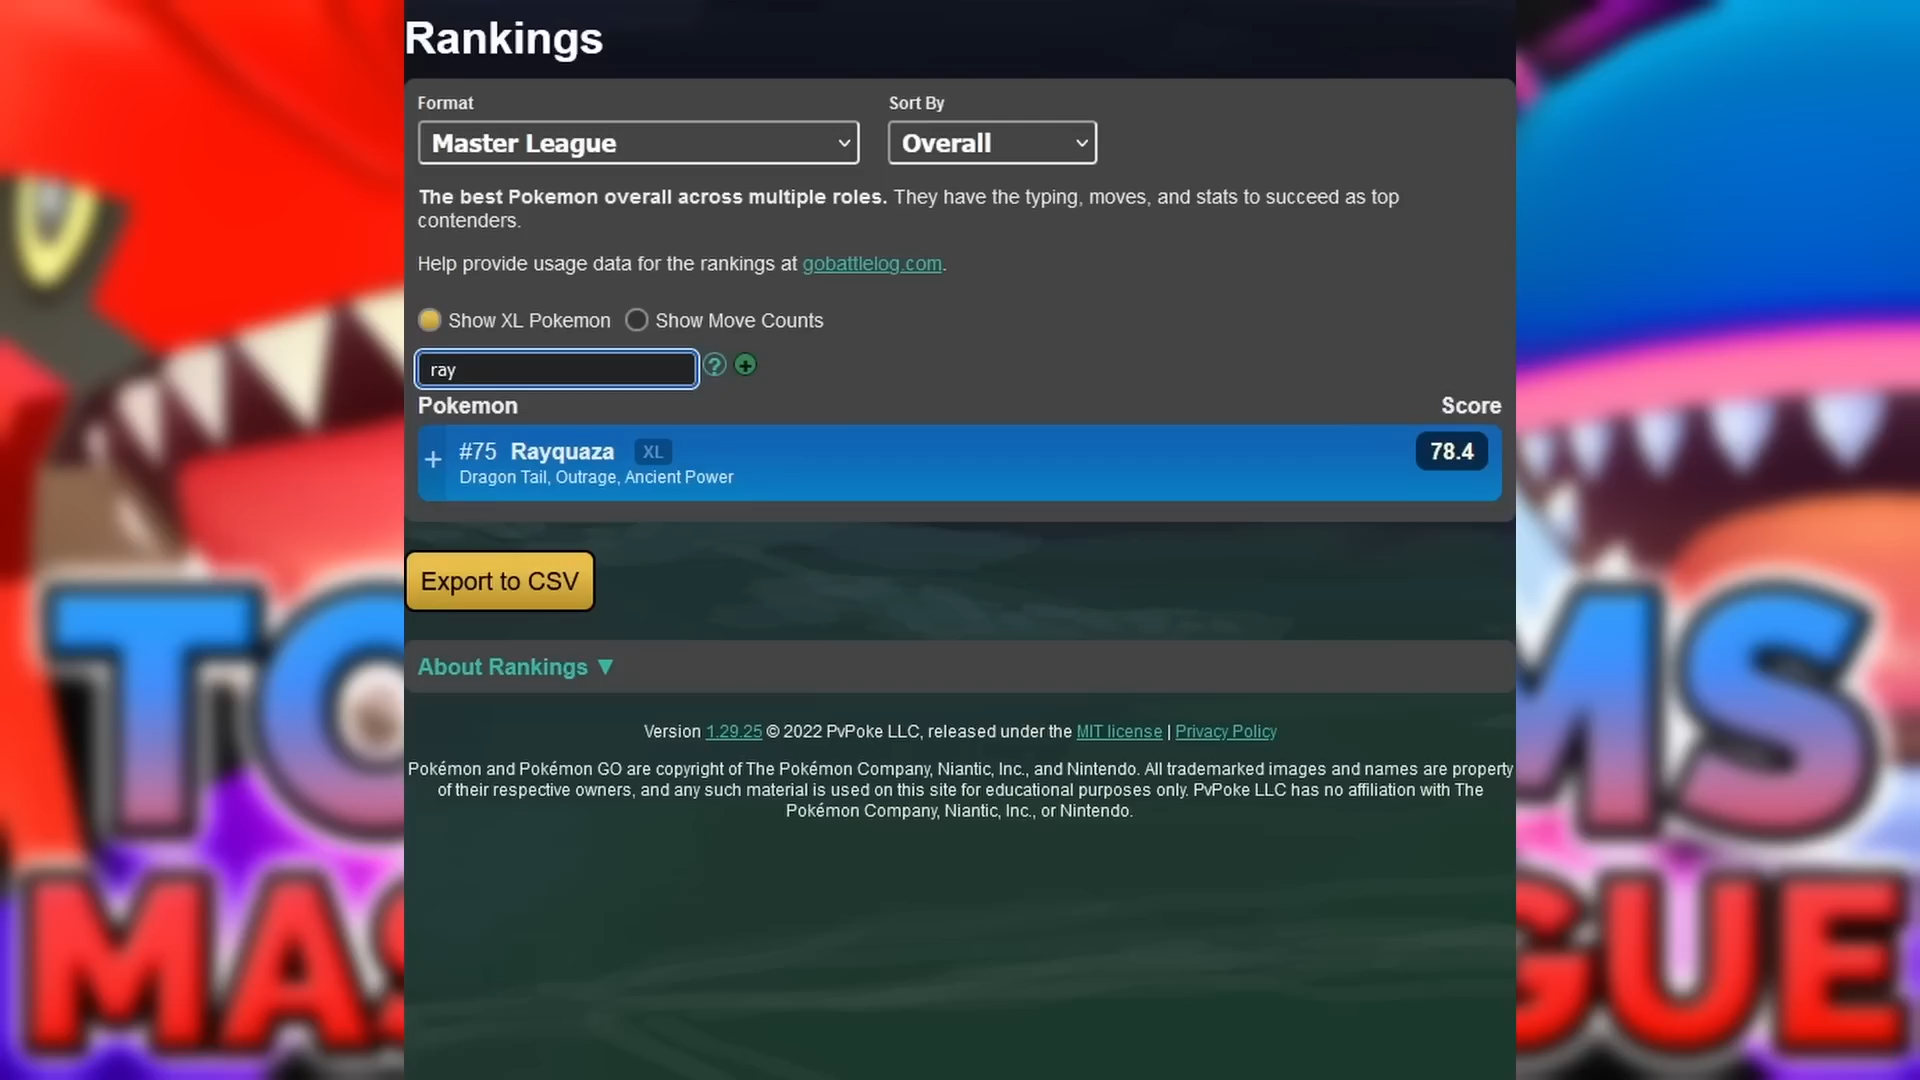 Rankings
Format
Sort By
Master League
Overall
The best Pokemon overall across multiple roles. They have the typing, moves, and stats to succeed as top
contenders.
Help provide usage data for the rankings at gobattlelog.com.
Show XL Pokemon
Show Move Counts
ray
?
+
Pokemon
Score
+
#75 Rayquaza XL
78.4
Dragon Tail, Outrage, Ancient Power
Export to CSV
About Rankings ▼
Version 1.29.25 © 2022 PvPoke LLC, released under the MIT license | Privacy Policy
Pokémon and Pokémon GO are copyright of The Pokémon Company, Niantic, Inc., and Nintendo. All trademarked images and names are property
of their respective owners, and any such material is used on this site for educational purposes only. PvPoke LLC has no affiliation with The
Pokémon Company, Niantic, Inc., or Nintendo.
TO
MS
MAS
GUE